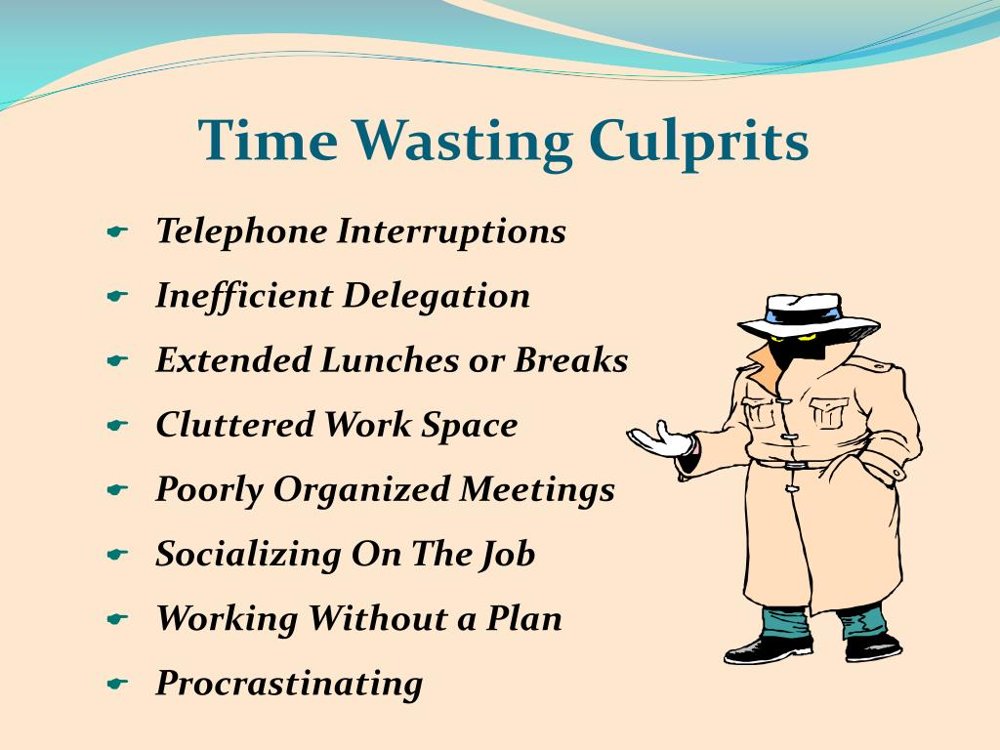 Time Wasting Culprits
Telephone Interruptions
Inefficient Delegation
Extended Lunches or Breaks
Cluttered Work Space
Poorly Organized Meetings
Socializing On The Job
Working Without a Plan
Procrastinating